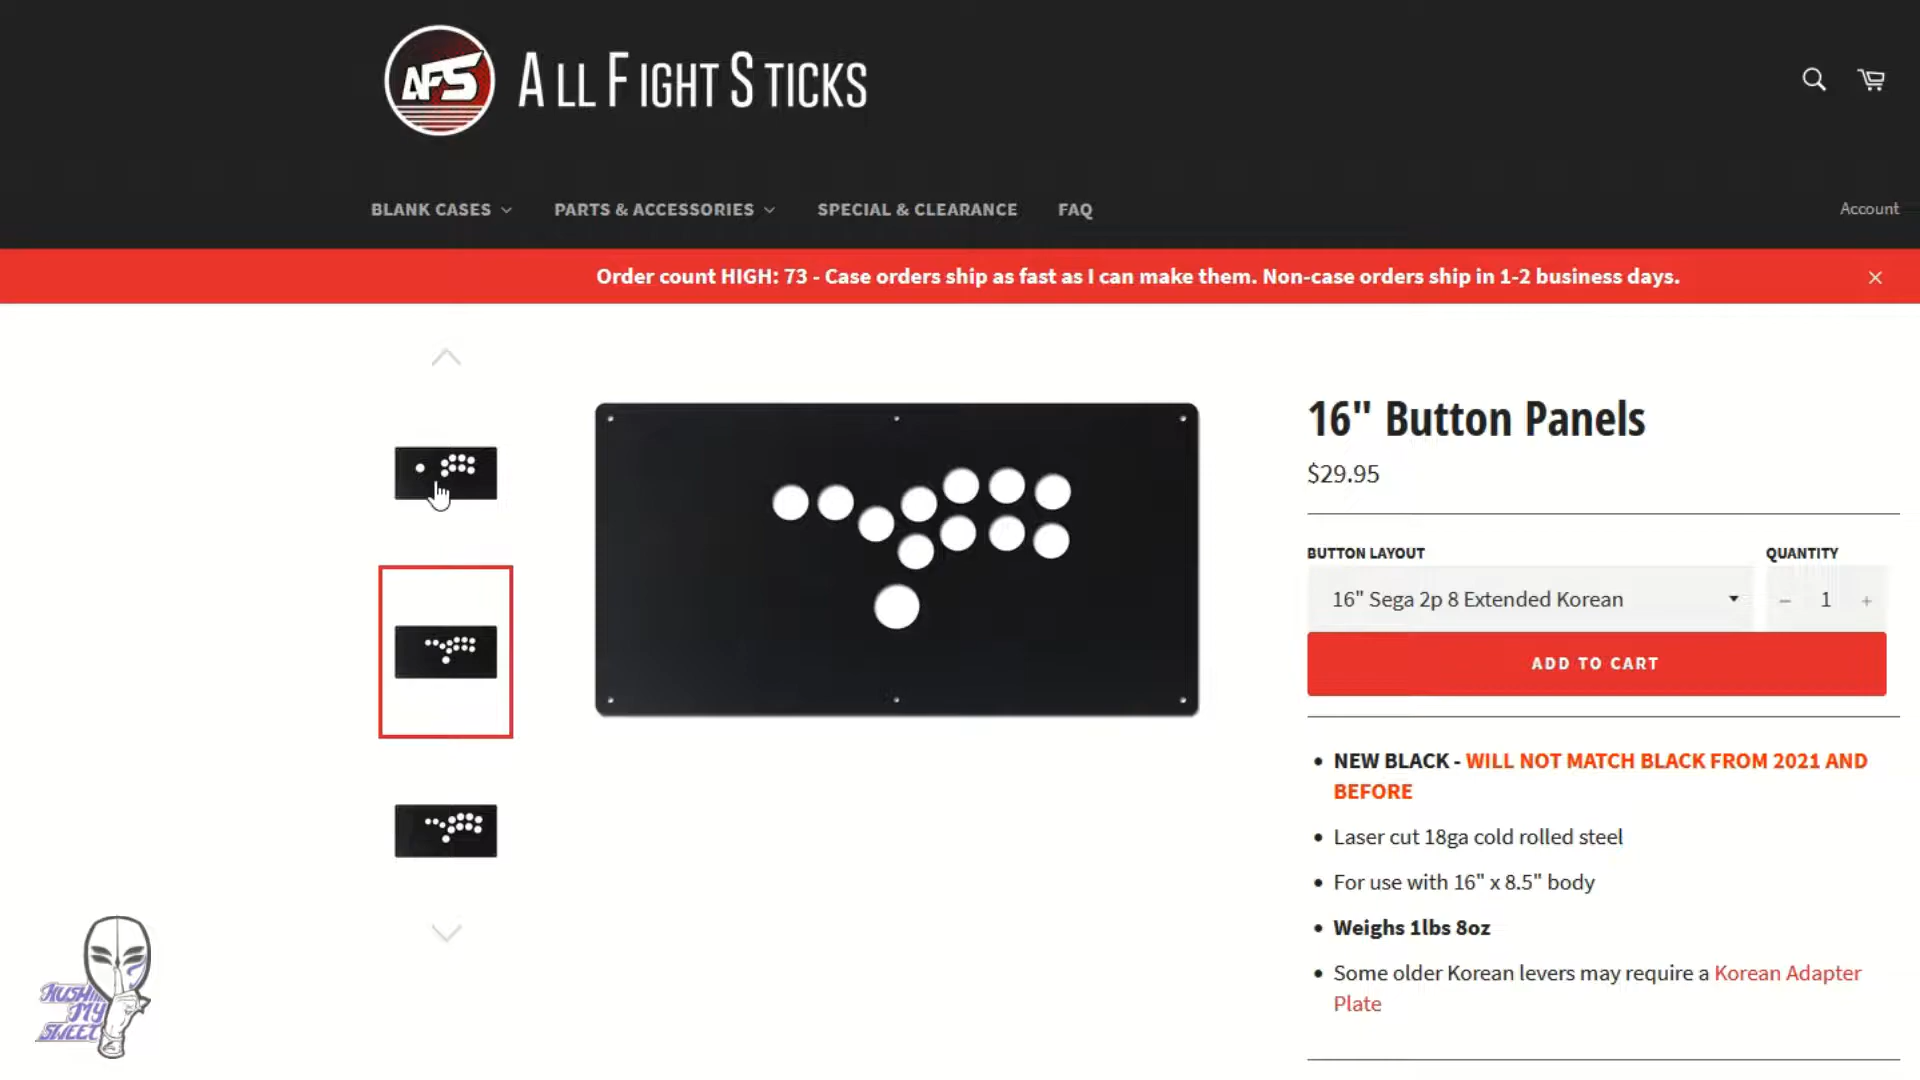 AFS ALL FIGHT STICKS
BLANK CASES
PARTS & ACCESSORIES
SPECIAL & CLEARANCE
FAQ
Account
Order count HIGH: 73 - Case orders ship as fast as I can make them. Non-case orders ship in 1-2 business days.
16" Button Panels
$29.95
BUTTON LAYOUT
QUANTITY
16" Sega 2p 8 Extended Korean
− 1 +
ADD TO CART
NEW BLACK - WILL NOT MATCH BLACK FROM 2021 AND
BEFORE
Laser cut 18ga cold rolled steel
For use with 16" x 8.5" body
Weighs 1lbs 8oz
Some older Korean levers may require a Korean Adapter
Plate
HUSH
MY
SWEET